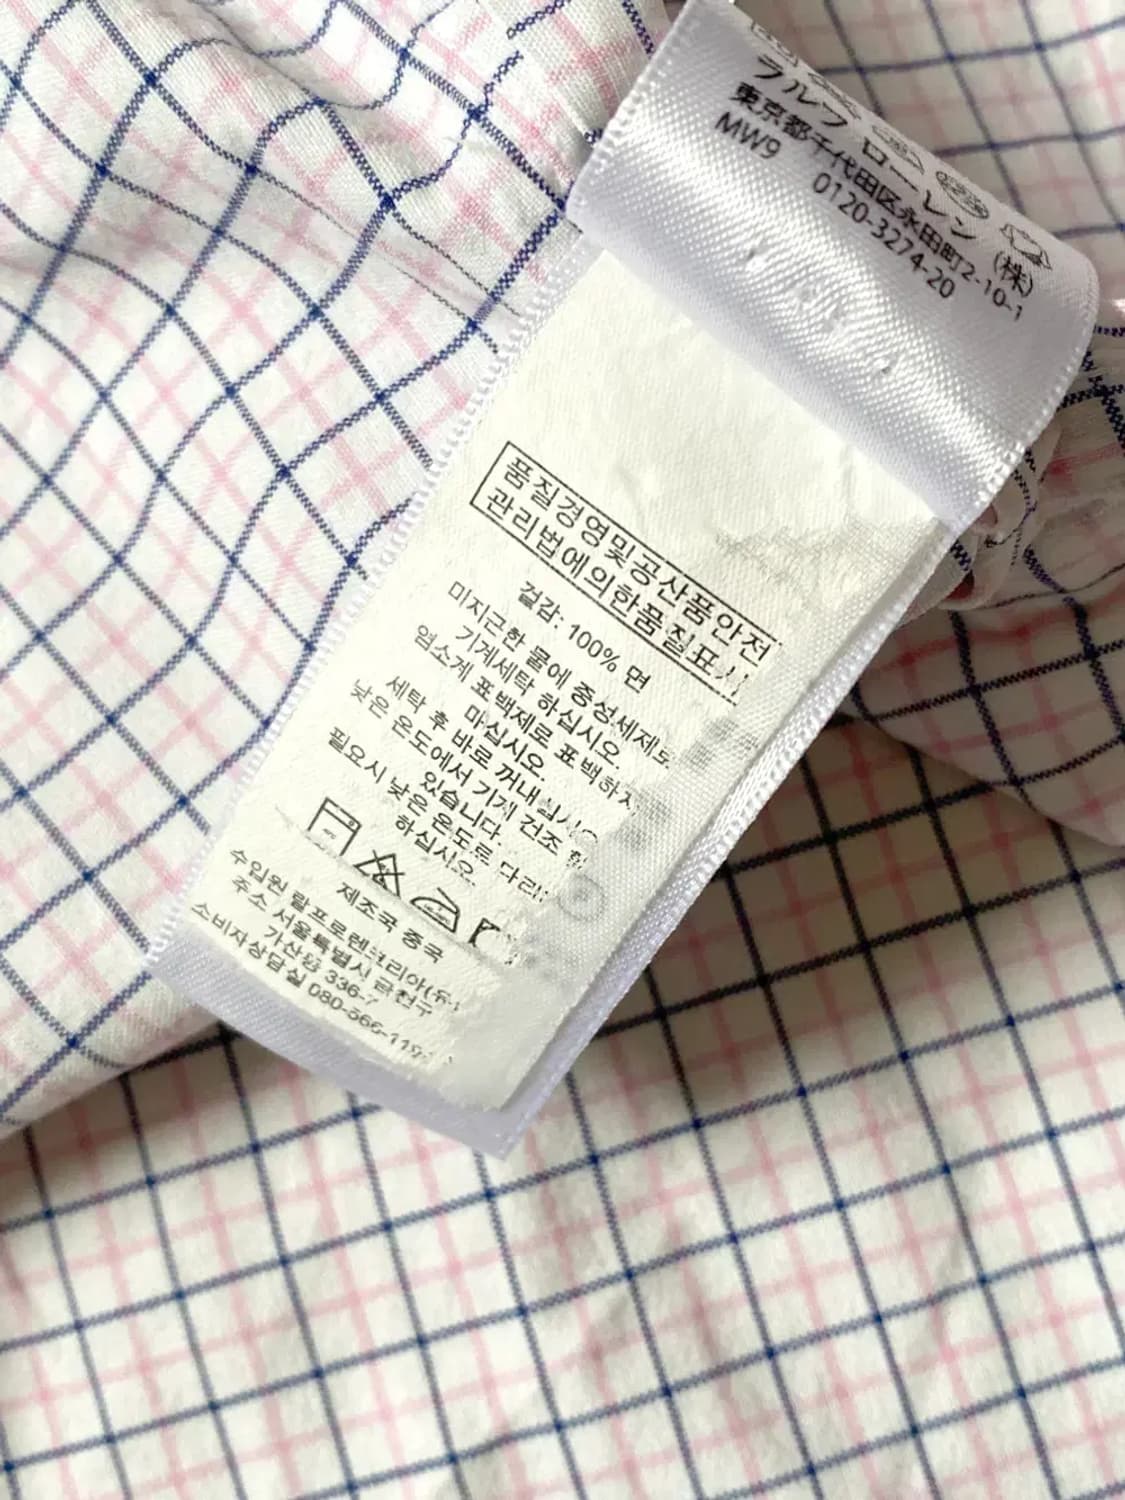 ラルフ ローレン (株)
東京都千代田区永田町2-10-1
MW9 0120-3274-20
품질경영및공산품안전
관리법에의한품질표시
겉감: 100% 면
미지근한 물에 중성세제로
기계세탁 하십시오.
염소계 표백제로 표백하지
마십시오.
세탁 후 바로 꺼내십시오
낮은 온도에서 기계 건조 할
있습니다.
필요시 낮은 온도로 다리
하십시오.
제조국 중국
수입원 랄프로렌코리아(유)
주소 서울특별시 금천구
가산동 336-7
소비자상담실 080-566-119